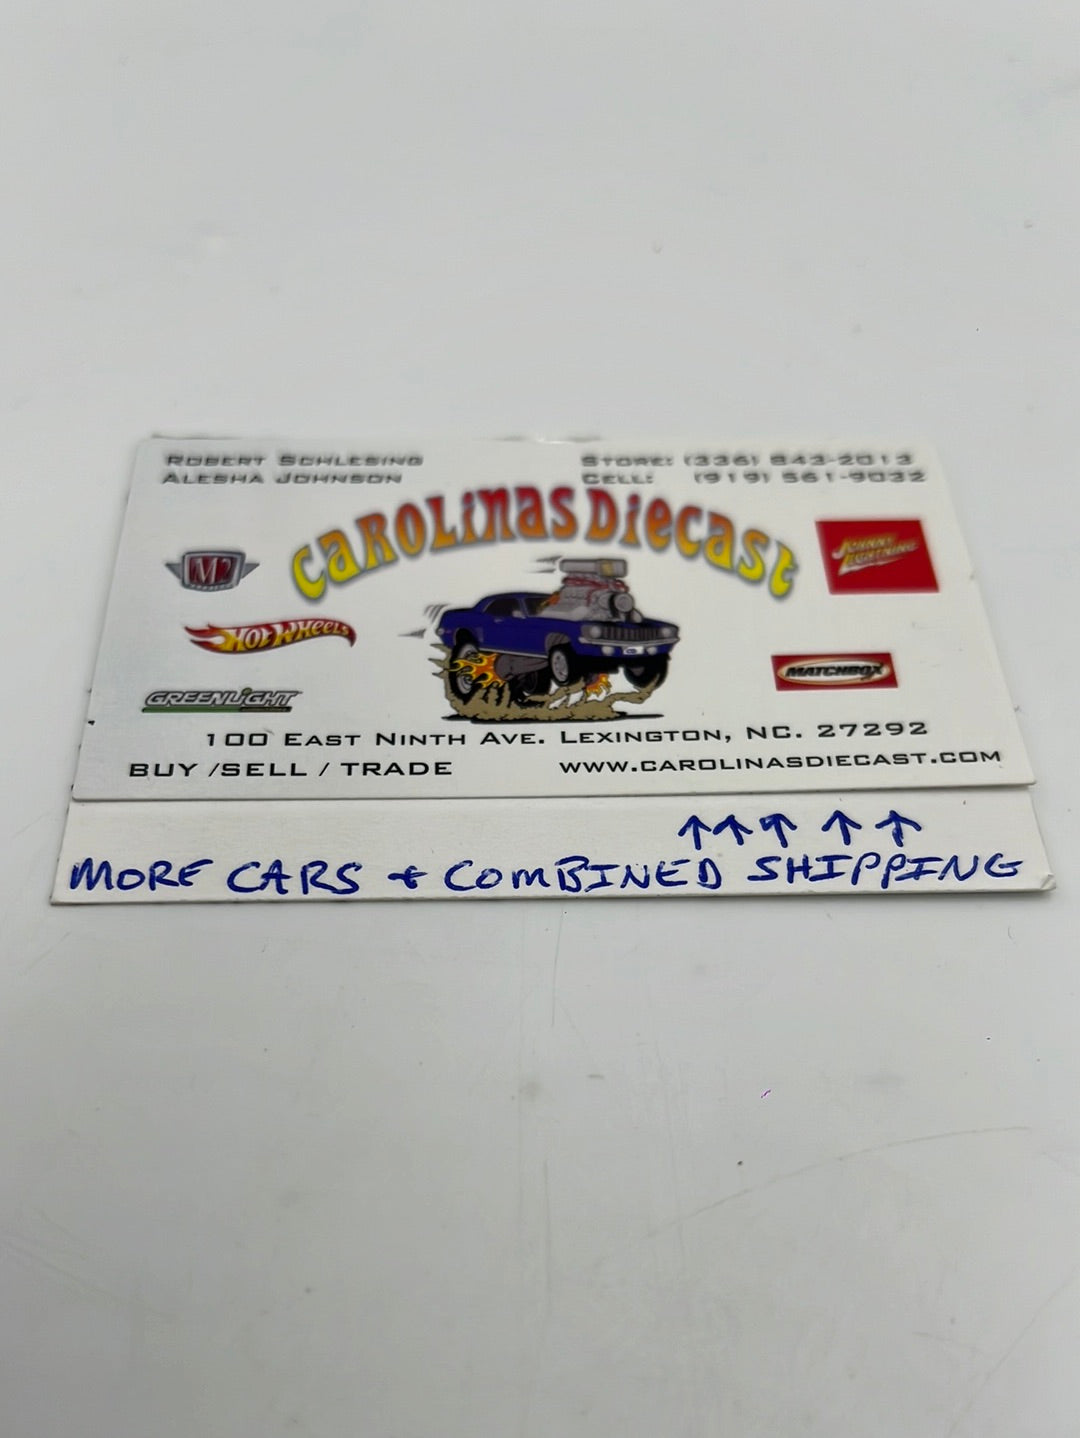 ROBERT SCHLESING
ALESHA JOHNSON
STORE: (336) 843-2013
CELL: (919) 561-9032
CAROLINAS DIECAST
M2
HOT WHEELS
GREENLIGHT
JOHNNY LIGHTNING
MATCHBOX
100 EAST NINTH AVE. LEXINGTON, NC. 27292
BUY /SELL / TRADE
WWW.CAROLINASDIECAST.COM
↑↑↑ ↑ ↑
MORE CARS + COMBINED SHIPPING